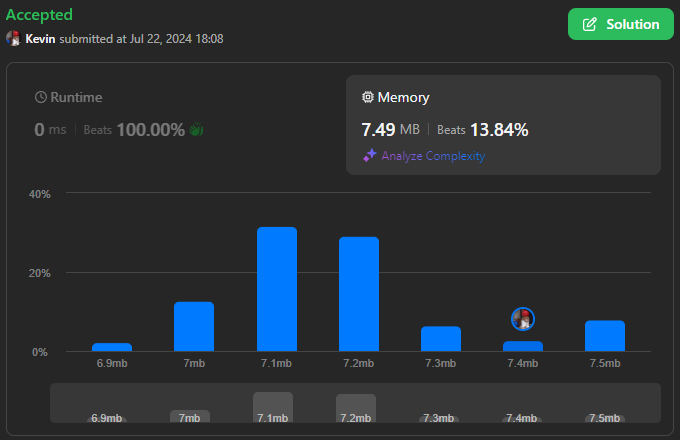 Accepted
Kevin submitted at Jul 22, 2024 18:08
Solution
Runtime
0 ms Beats 100.00%
Memory
7.49 MB Beats 13.84%
Analyze Complexity
40%
20%
0%
6.9mb 7mb 7.1mb 7.2mb 7.3mb 7.4mb 7.5mb
6.9mb 7mb 7.1mb 7.2mb 7.3mb 7.4mb 7.5mb